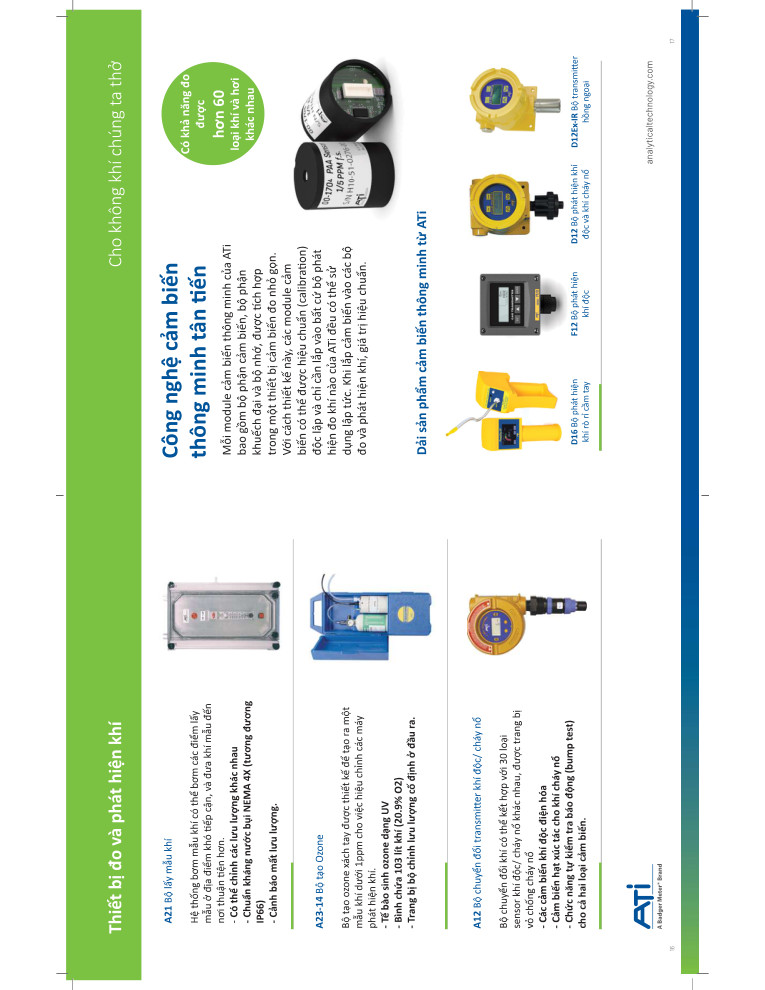 Thiết bị đo và phát hiện khí
A21 Bộ lấy mẫu khí
Hệ thống bơm mẫu khí có thể bơm các điểm lấy
mẫu ở địa điểm khó tiếp cận, và đưa khí mẫu đến
nơi thuận tiện hơn.
- Có thể chỉnh các lưu lượng khác nhau
- Chuẩn kháng nước bụi NEMA 4X (tương đương
IP66)
- Cảnh báo mất lưu lượng.
A23-14 Bộ tạo Ozone
Bộ tạo ozone xách tay được thiết kế để tạo ra một
mẫu khí dưới 1ppm cho việc hiệu chỉnh các máy
phát hiện khí.
- Tế bào sinh ozone dạng UV
- Bình chứa 103 lít khí (20.9% O2)
- Trang bị bộ chỉnh lưu lượng cố định ở đầu ra.
A12 Bộ chuyển đổi transmitter khí độc/ cháy nổ
Bộ chuyển đổi khí có thể kết hợp với 30 loại
sensor khí độc/ cháy nổ khác nhau, được trang bị
vỏ chống cháy nổ
- Các cảm biến khí độc điện hóa
- Cảm biến hạt xúc tác cho khí cháy nổ
- Chức năng tự kiểm tra báo động (bump test)
cho cả hai loại cảm biến.
ATi
A Badger Meter® Brand
16
Cho không khí chúng ta thở
Công nghệ cảm biến
thông minh tân tiến
Mỗi module cảm biến thông minh của ATi
bao gồm bộ phận cảm biến, bộ phận
khuếch đại và bộ nhớ, được tích hợp
trong một thiết bị cảm biến đo nhỏ gọn.
Với cách thiết kế này, các module cảm
biến có thể được hiệu chuẩn (calibration)
độc lập và chỉ cần lắp vào bất cứ bộ phát
hiện đo khí nào của ATi đều có thể sử
dụng lập tức. Khi lắp cảm biến vào các bộ
đo và phát hiện khí, giá trị hiệu chuẩn.
Có khả năng đo
được
hơn 60
loại khí và hơi
khác nhau
PAA Sensor
1/5 PPM f.s.
ATi
Dải sản phẩm cảm biến thông minh từ ATi
D16 Bộ phát hiện
khí rò rỉ cầm tay
F12 Bộ phát hiện
khí độc
D12 Bộ phát hiện khí
độc và khí cháy nổ
D12Ex-IR Bộ transmitter
hồng ngoại
analyticaltechnology.com
17